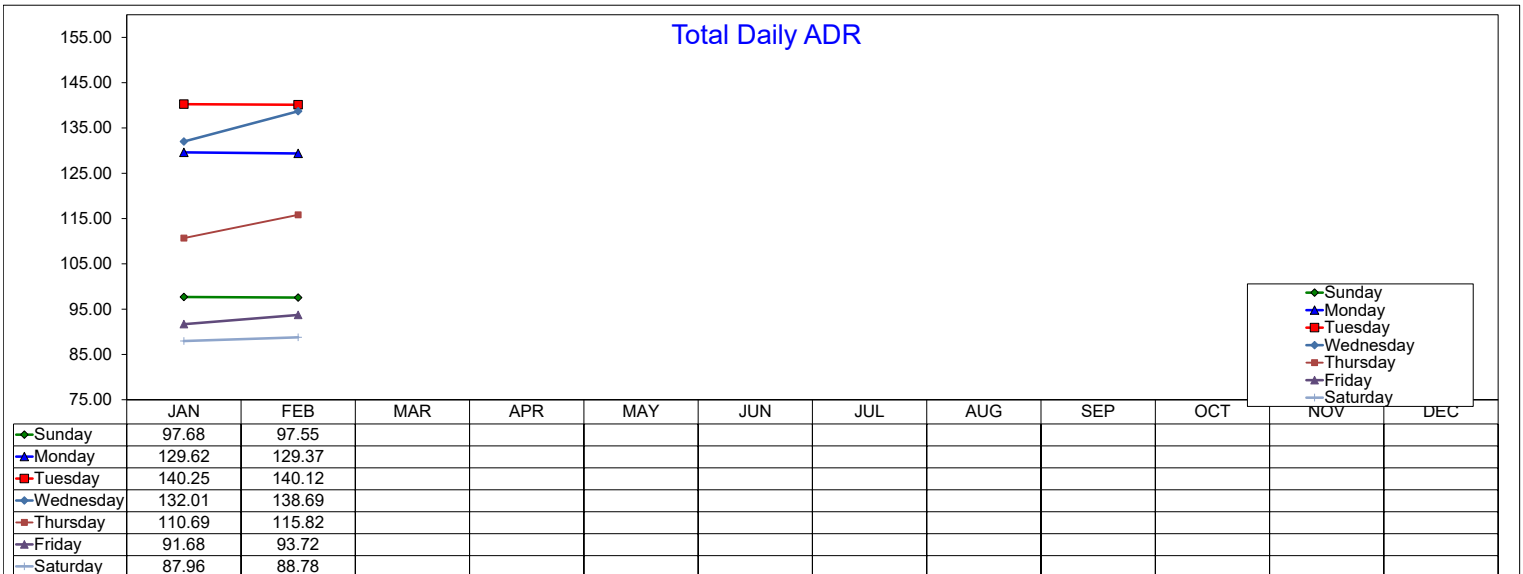 Total Daily ADR
155.00
145.00
135.00
125.00
115.00
105.00
95.00
85.00
75.00
Sunday
Monday
Tuesday
Wednesday
Thursday
Friday
Saturday
JAN FEB MAR APR MAY JUN JUL AUG SEP OCT NOV DEC
Sunday 97.68 97.55
Monday 129.62 129.37
Tuesday 140.25 140.12
Wednesday 132.01 138.69
Thursday 110.69 115.82
Friday 91.68 93.72
Saturday 87.96 88.78